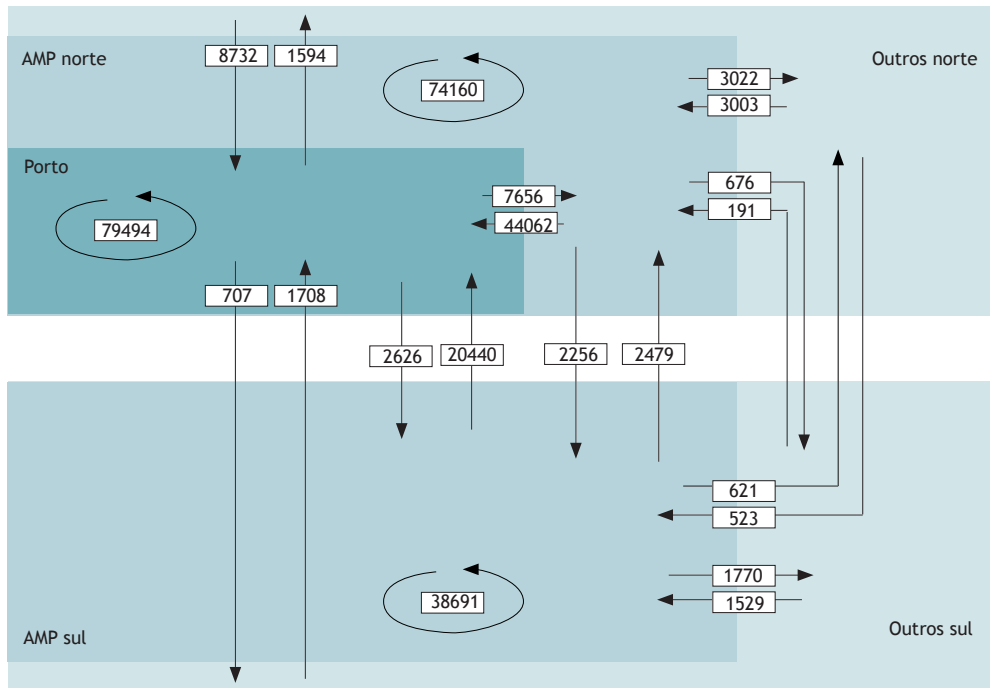 8732 1594
AMP norte
Outros norte
74160
3022
3003
Porto
7656
676
44062
191
79494
707 1708
2626 20440 2256 2479
621
523
1770
38691
1529
AMP sul
Outros sul